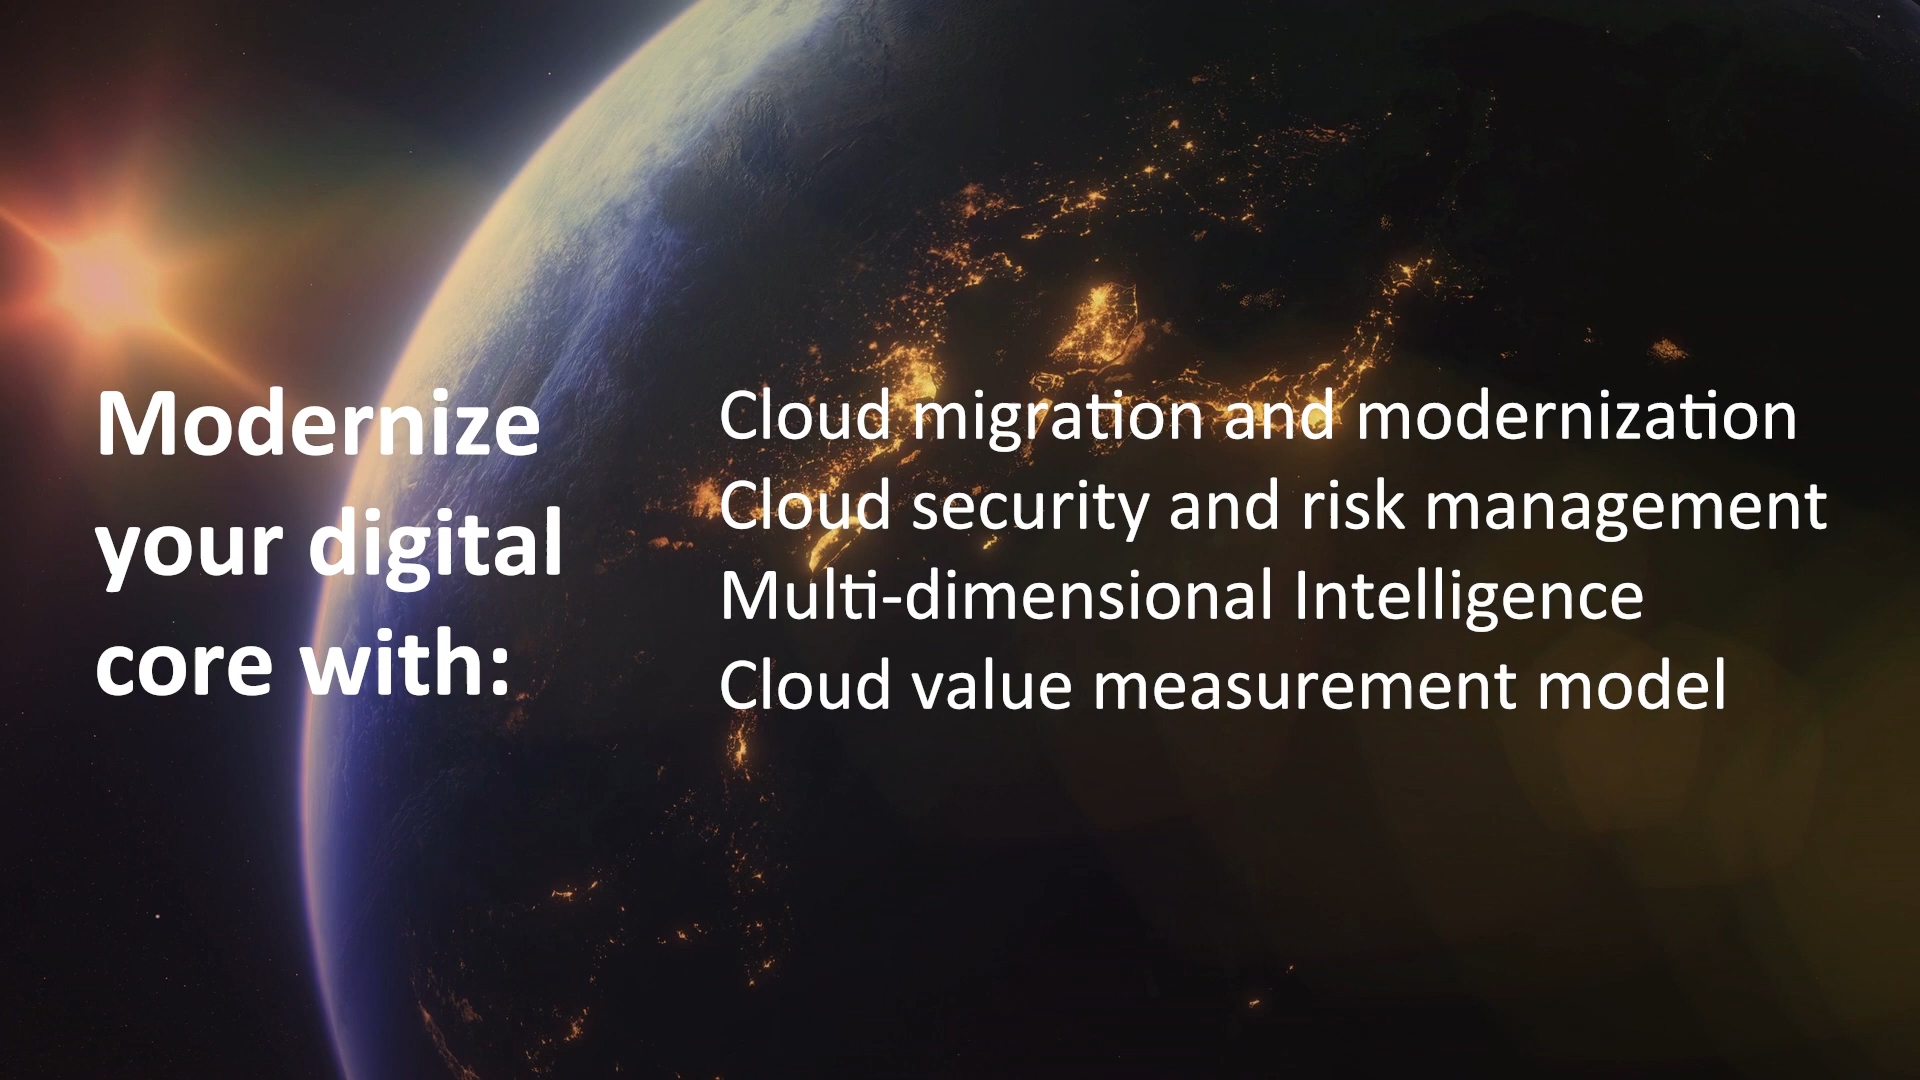 Modernize
your digital
core with:
Cloud migration and modernization
Cloud security and risk management
Multi-dimensional Intelligence
Cloud value measurement model